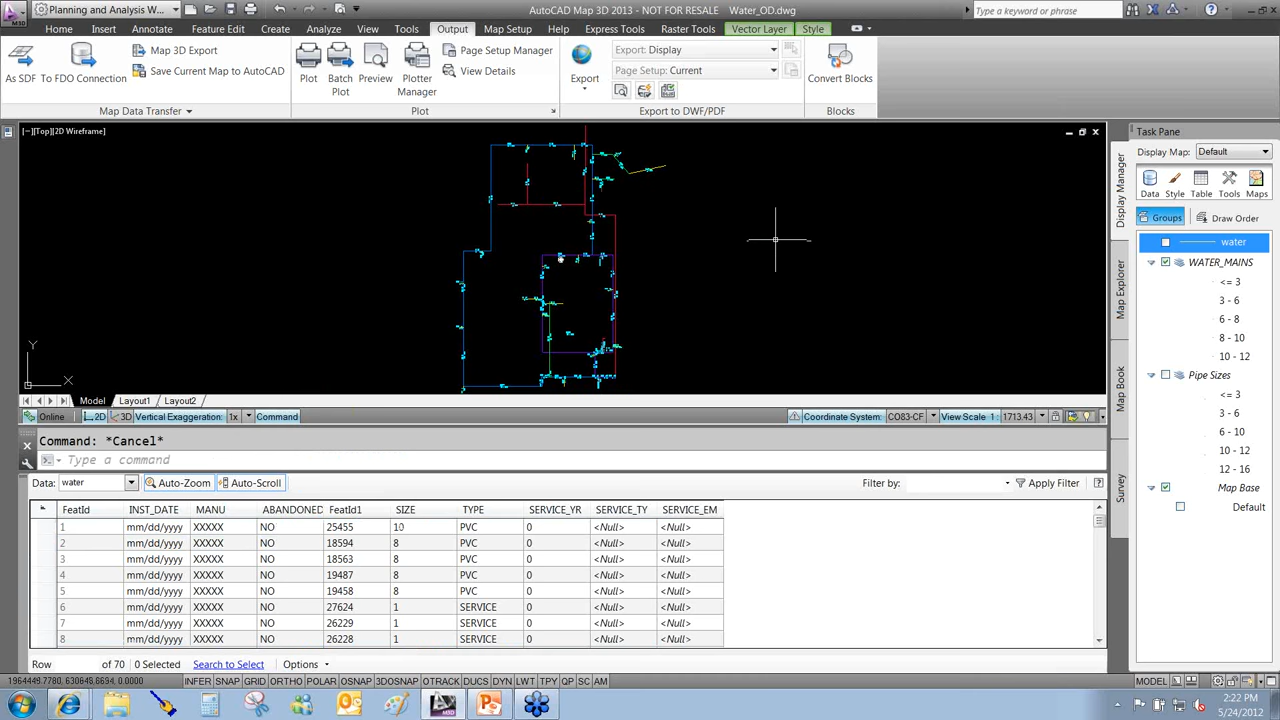 Planning and Analysis W... AutoCAD Map 3D 2013 - NOT FOR RESALE Water_OD.dwg Type a keyword or phrase
Home Insert Annotate Feature Edit Create Analyze View Tools Output Map Setup Help Express Tools Raster Tools Vector Layer Style
As SDF
To FDO Connection
Map 3D Export
Save Current Map to AutoCAD
Map Data Transfer
Plot
Batch Plot
Preview
Plotter Manager
Page Setup Manager
View Details
Plot
Export
Export: Display
Page Setup: Current
Export to DWF/PDF
Convert Blocks
Blocks
[−][Top][2D Wireframe]
Y
X
Model Layout1 Layout2
Online 2D 3D Vertical Exaggeration: 1x Command Coordinate System: CO83-CF View Scale 1 : 1713.43
Command: *Cancel*
Type a command
Data: water Auto-Zoom Auto-Scroll Filter by: Apply Filter
FeatId INST_DATE MANU ABANDONED FeatId1 SIZE TYPE SERVICE_YR SERVICE_TY SERVICE_EM
1 mm/dd/yyyy XXXXX NO 25455 10 PVC 0 <Null> <Null>
2 mm/dd/yyyy XXXXX NO 18594 8 PVC 0 <Null> <Null>
3 mm/dd/yyyy XXXXX NO 18563 8 PVC 0 <Null> <Null>
4 mm/dd/yyyy XXXXX NO 19487 8 PVC 0 <Null> <Null>
5 mm/dd/yyyy XXXXX NO 19458 8 PVC 0 <Null> <Null>
6 mm/dd/yyyy XXXXX NO 27624 1 SERVICE 0 <Null> <Null>
7 mm/dd/yyyy XXXXX NO 26229 1 SERVICE 0 <Null> <Null>
8 mm/dd/yyyy XXXXX NO 26228 1 SERVICE 0 <Null> <Null>
Row of 70 0 Selected Search to Select Options
Task Pane
Display Map: Default
Data Style Table Tools Maps
Groups Draw Order
water
WATER_MAINS
<= 3
3 - 6
6 - 8
8 - 10
10 - 12
Pipe Sizes
<= 3
3 - 6
6 - 10
10 - 12
12 - 16
Map Base
Default
Display Manager
Map Explorer
Map Book
Survey
1964449.7760, 630648.6694, 0.0000 INFER SNAP GRID ORTHO POLAR OSNAP 3DOSNAP OTRACK DUCS DYN LWT TPY QP SC AM MODEL
2:22 PM
5/24/2012